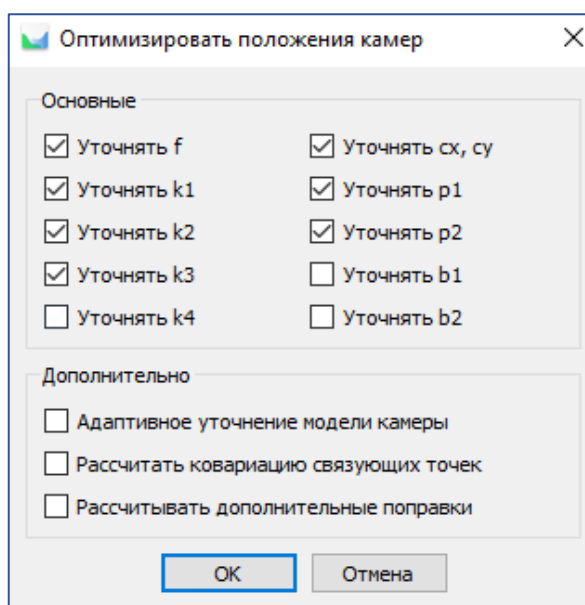 Оптимизировать положения камер
Основные
Уточнять f
Уточнять cx, cy
Уточнять k1
Уточнять p1
Уточнять k2
Уточнять p2
Уточнять k3
Уточнять b1
Уточнять k4
Уточнять b2
Дополнительно
Адаптивное уточнение модели камеры
Рассчитать ковариацию связующих точек
Рассчитывать дополнительные поправки
OK
Отмена